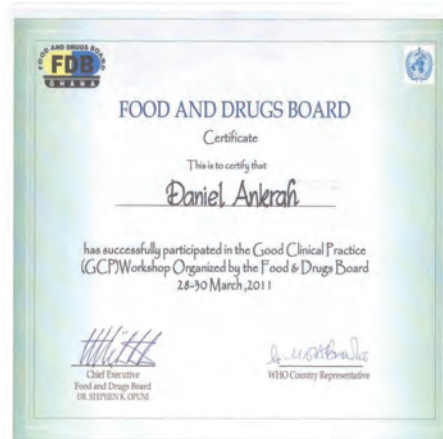 FOOD AND DRUGS BOARD
FDB
GHANA
FOOD AND DRUGS BOARD
Certificate
This is to certify that
Daniel Ankrah
has successfully participated in the Good Clinical Practice
(GCP)Workshop Organized by the Food & Drugs Board
28-30 March ,2011
Chief Executive
Food and Drugs Board
DR. STEPHEN K. OPUNI
WHO Country Representative